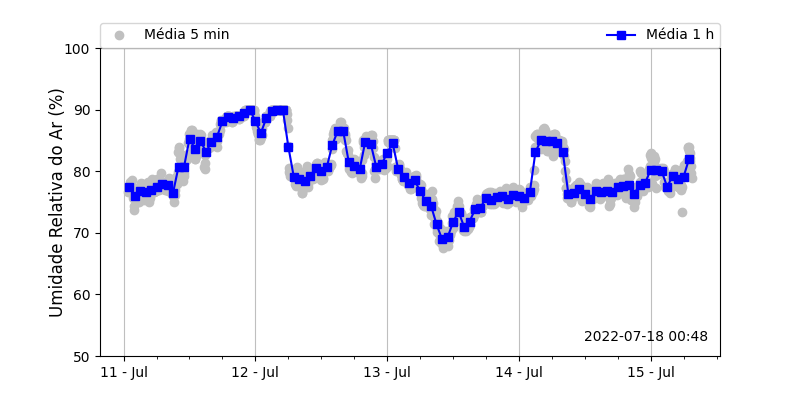 Média 5 min
Média 1 h
Umidade Relativa do Ar (%)
100
90
80
70
60
50
2022-07-18 00:48
11 - Jul
12 - Jul
13 - Jul
14 - Jul
15 - Jul